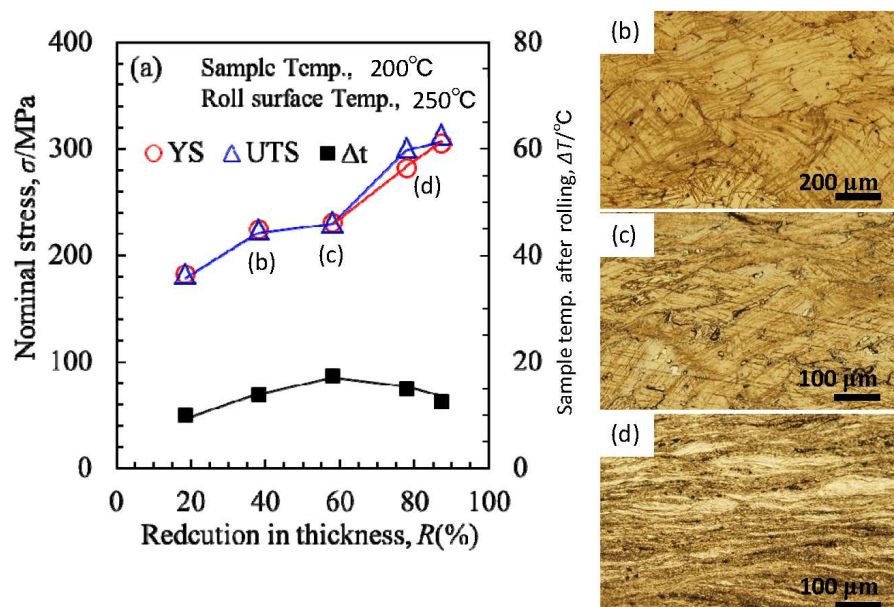 (a) Sample Temp., 200°C
Roll surface Temp., 250°C
YS UTS Δt
(b)
(c)
(d)
Nominal stress, σ/MPa
400
300
200
100
0
Sample temp. after rolling, ΔT/°C
80
60
40
20
0
0 20 40 60 80 100
Redcution in thickness, R(%)
(b)
200 μm
(c)
100 μm
(d)
100 μm